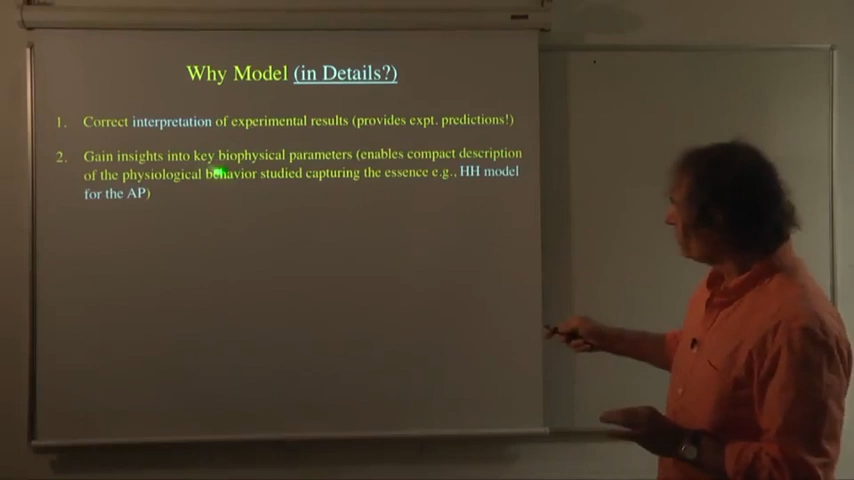 Why Model (in Details?)
1. Correct interpretation of experimental results (provides expt. predictions!)
2. Gain insights into key biophysical parameters (enables compact description
of the physiological behavior studied capturing the essence e.g., HH model
for the AP)